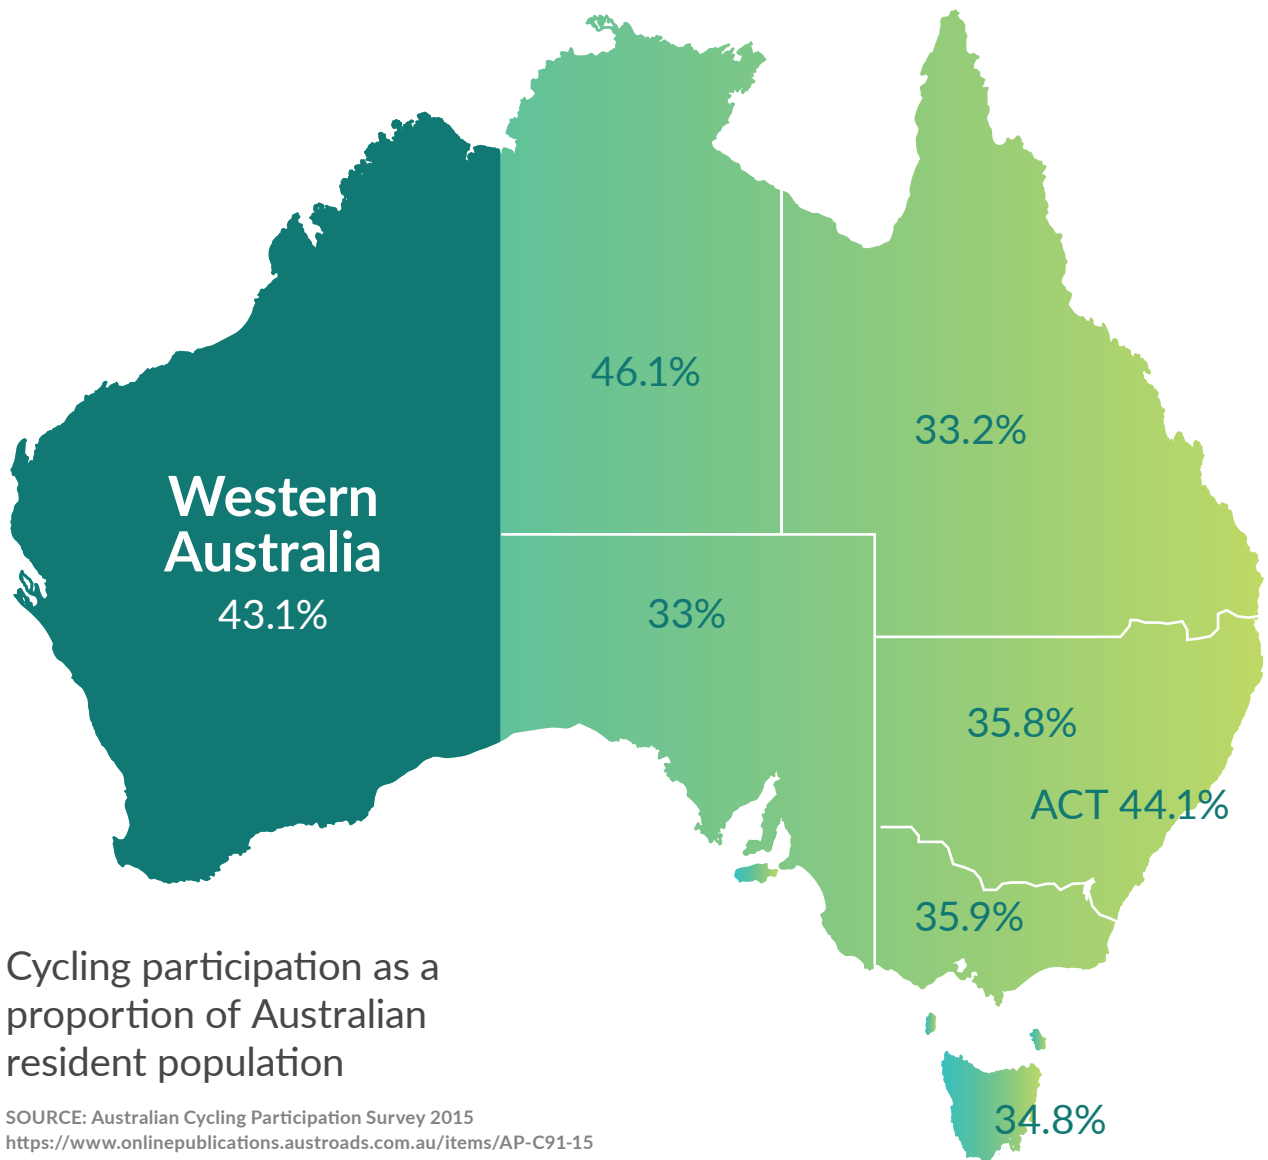 46.1%
33.2%
Western
Australia
43.1%
33%
35.8%
ACT 44.1%
35.9%
Cycling participation as a
proportion of Australian
resident population
SOURCE: Australian Cycling Participation Survey 2015
https://www.onlinepublications.austroads.com.au/items/AP-C91-15
34.8%